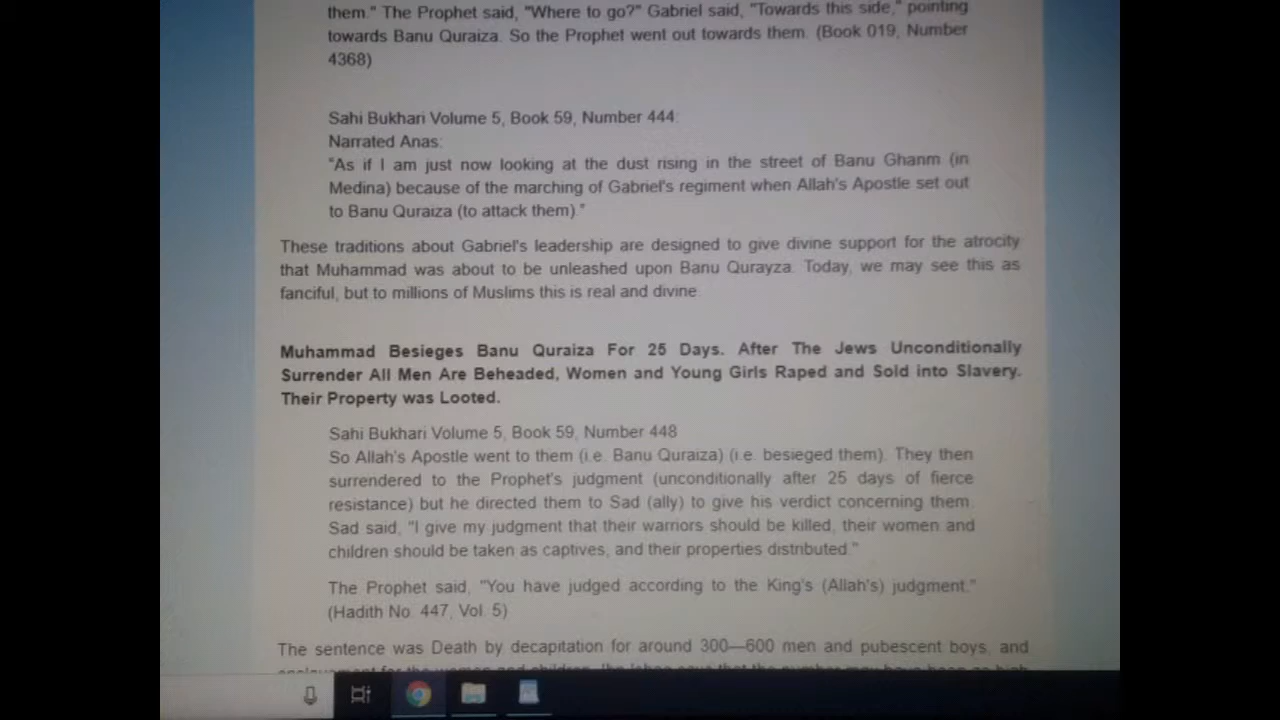 them." The Prophet said, "Where to go?" Gabriel said, "Towards this side," pointing
towards Banu Quraiza. So the Prophet went out towards them. (Book 019, Number
4368)
Sahi Bukhari Volume 5, Book 59, Number 444:
Narrated Anas:
"As if I am just now looking at the dust rising in the street of Banu Ghanm (in
Medina) because of the marching of Gabriel's regiment when Allah's Apostle set out
to Banu Quraiza (to attack them)."
These traditions about Gabriel's leadership are designed to give divine support for the atrocity
that Muhammad was about to be unleashed upon Banu Qurayza. Today, we may see this as
fanciful, but to millions of Muslims this is real and divine.
Muhammad Besieges Banu Quraiza For 25 Days. After The Jews Unconditionally
Surrender All Men Are Beheaded, Women and Young Girls Raped and Sold into Slavery.
Their Property was Looted.
Sahi Bukhari Volume 5, Book 59, Number 448
So Allah's Apostle went to them (i.e. Banu Quraiza) (i.e. besieged them). They then
surrendered to the Prophet's judgment (unconditionally after 25 days of fierce
resistance) but he directed them to Sad (ally) to give his verdict concerning them.
Sad said, "I give my judgment that their warriors should be killed, their women and
children should be taken as captives, and their properties distributed."
The Prophet said, "You have judged according to the King's (Allah's) judgment."
(Hadith No. 447, Vol. 5)
The sentence was Death by decapitation for around 300—600 men and pubescent boys, and